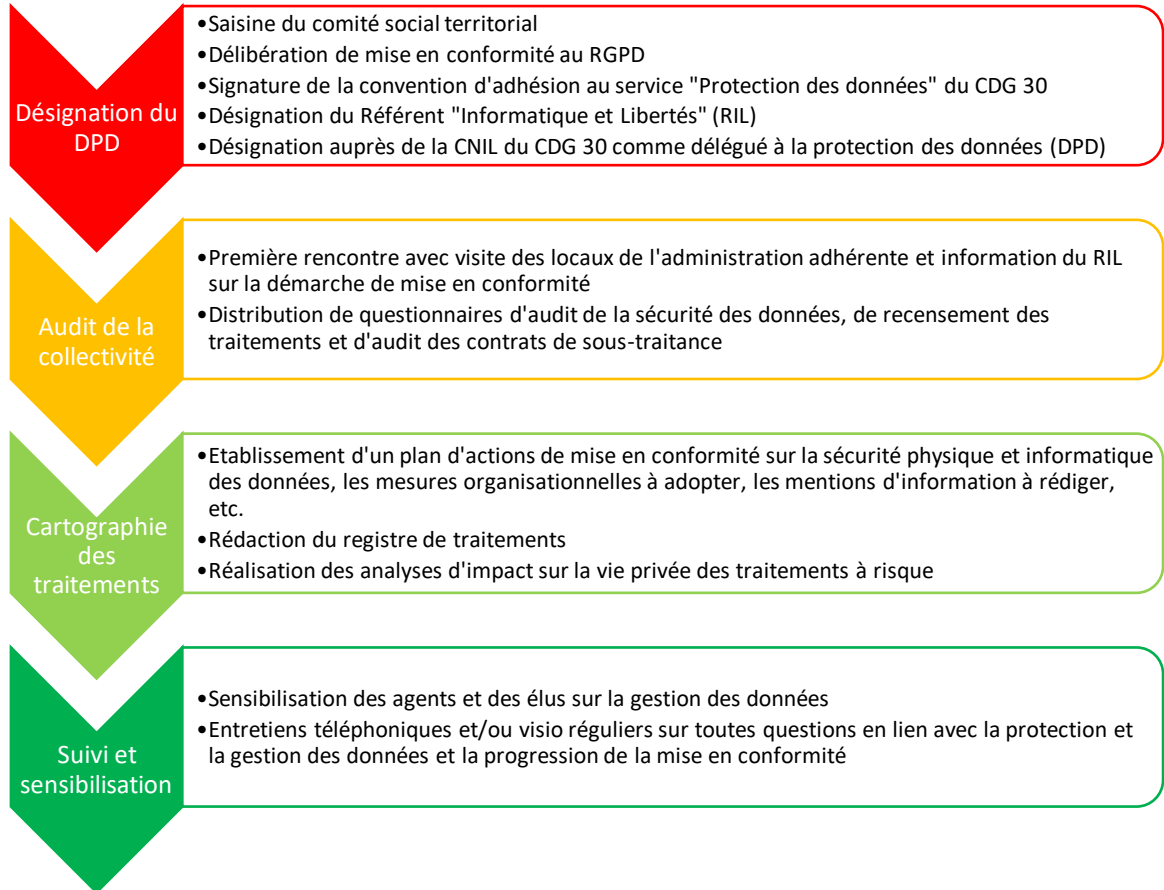 Désignation du
DPD
•Saisine du comité social territorial
•Délibération de mise en conformité au RGPD
•Signature de la convention d'adhésion au service "Protection des données" du CDG 30
•Désignation du Référent "Informatique et Libertés" (RIL)
•Désignation auprès de la CNIL du CDG 30 comme délégué à la protection des données (DPD)
Audit de la
collectivité
•Première rencontre avec visite des locaux de l'administration adhérente et information du RIL
sur la démarche de mise en conformité
•Distribution de questionnaires d'audit de la sécurité des données, de recensement des
traitements et d'audit des contrats de sous-traitance
Cartographie
des
traitements
•Etablissement d'un plan d'actions de mise en conformité sur la sécurité physique et informatique
des données, les mesures organisationnelles à adopter, les mentions d'information à rédiger,
etc.
•Rédaction du registre de traitements
•Réalisation des analyses d'impact sur la vie privée des traitements à risque
Suivi et
sensibilisation
•Sensibilisation des agents et des élus sur la gestion des données
•Entretiens téléphoniques et/ou visio réguliers sur toutes questions en lien avec la protection et
la gestion des données et la progression de la mise en conformité